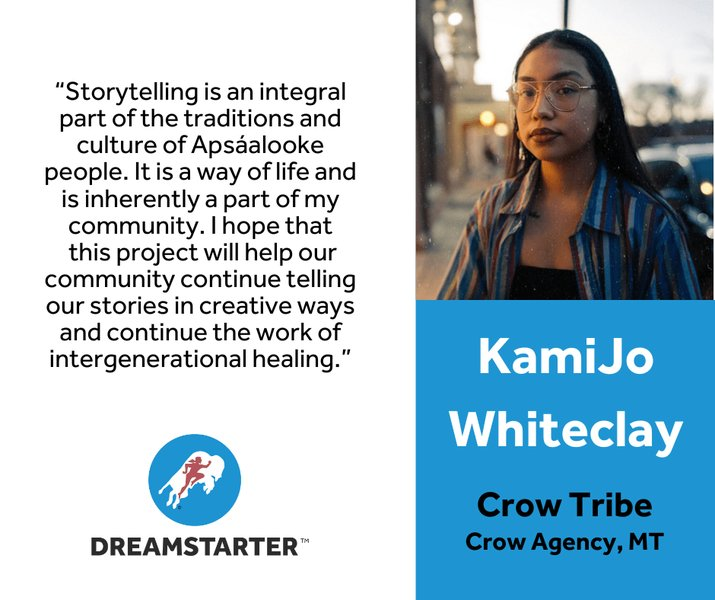 “Storytelling is an integral
part of the traditions and
culture of Apsáalooke
people. It is a way of life and
is inherently a part of my
community. I hope that
this project will help our
community continue telling
our stories in creative ways
and continue the work of
intergenerational healing.”
DREAMSTARTER™
KamiJo
Whiteclay
Crow Tribe
Crow Agency, MT